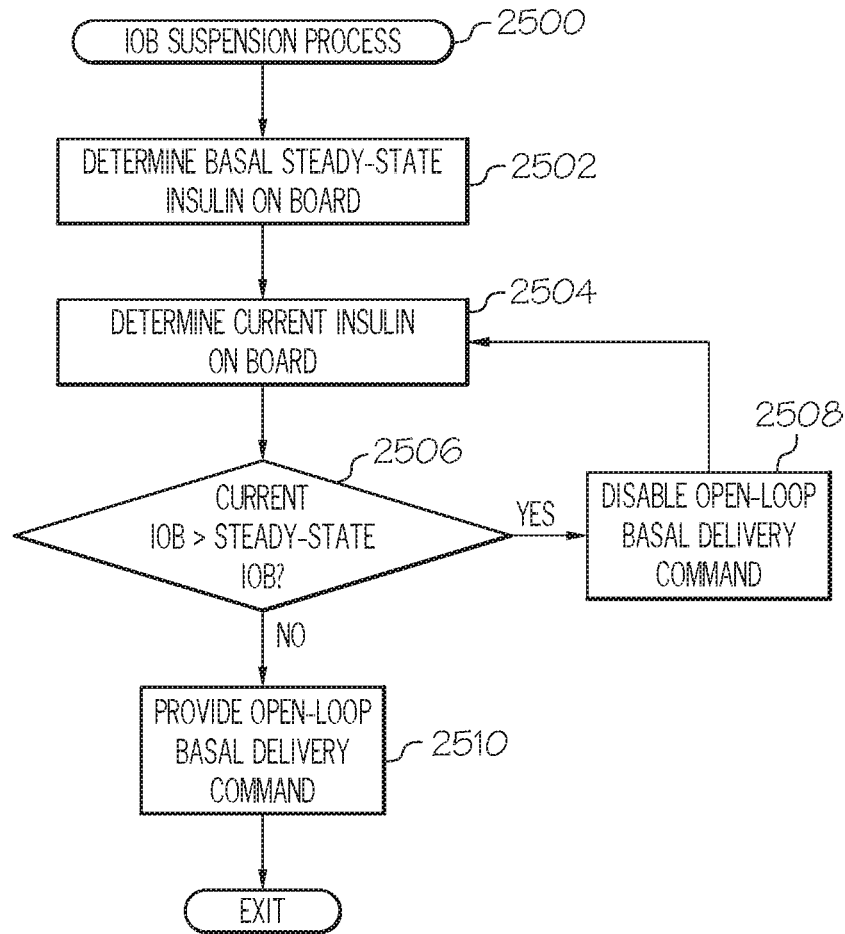 IOB SUSPENSION PROCESS
2500
DETERMINE BASAL STEADY-STATE
INSULIN ON BOARD
2502
DETERMINE CURRENT INSULIN
ON BOARD
2504
CURRENT
IOB > STEADY-STATE
IOB?
2506
YES
DISABLE OPEN-LOOP
BASAL DELIVERY
COMMAND
2508
NO
PROVIDE OPEN-LOOP
BASAL DELIVERY
COMMAND
2510
EXIT